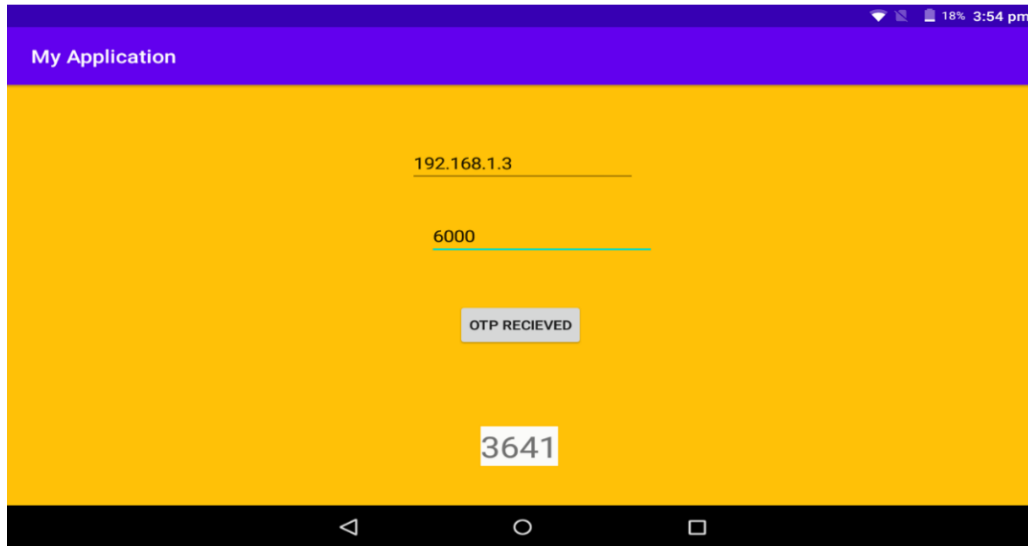 18% 3:54 pm
My Application
192.168.1.3
6000
OTP RECIEVED
3641